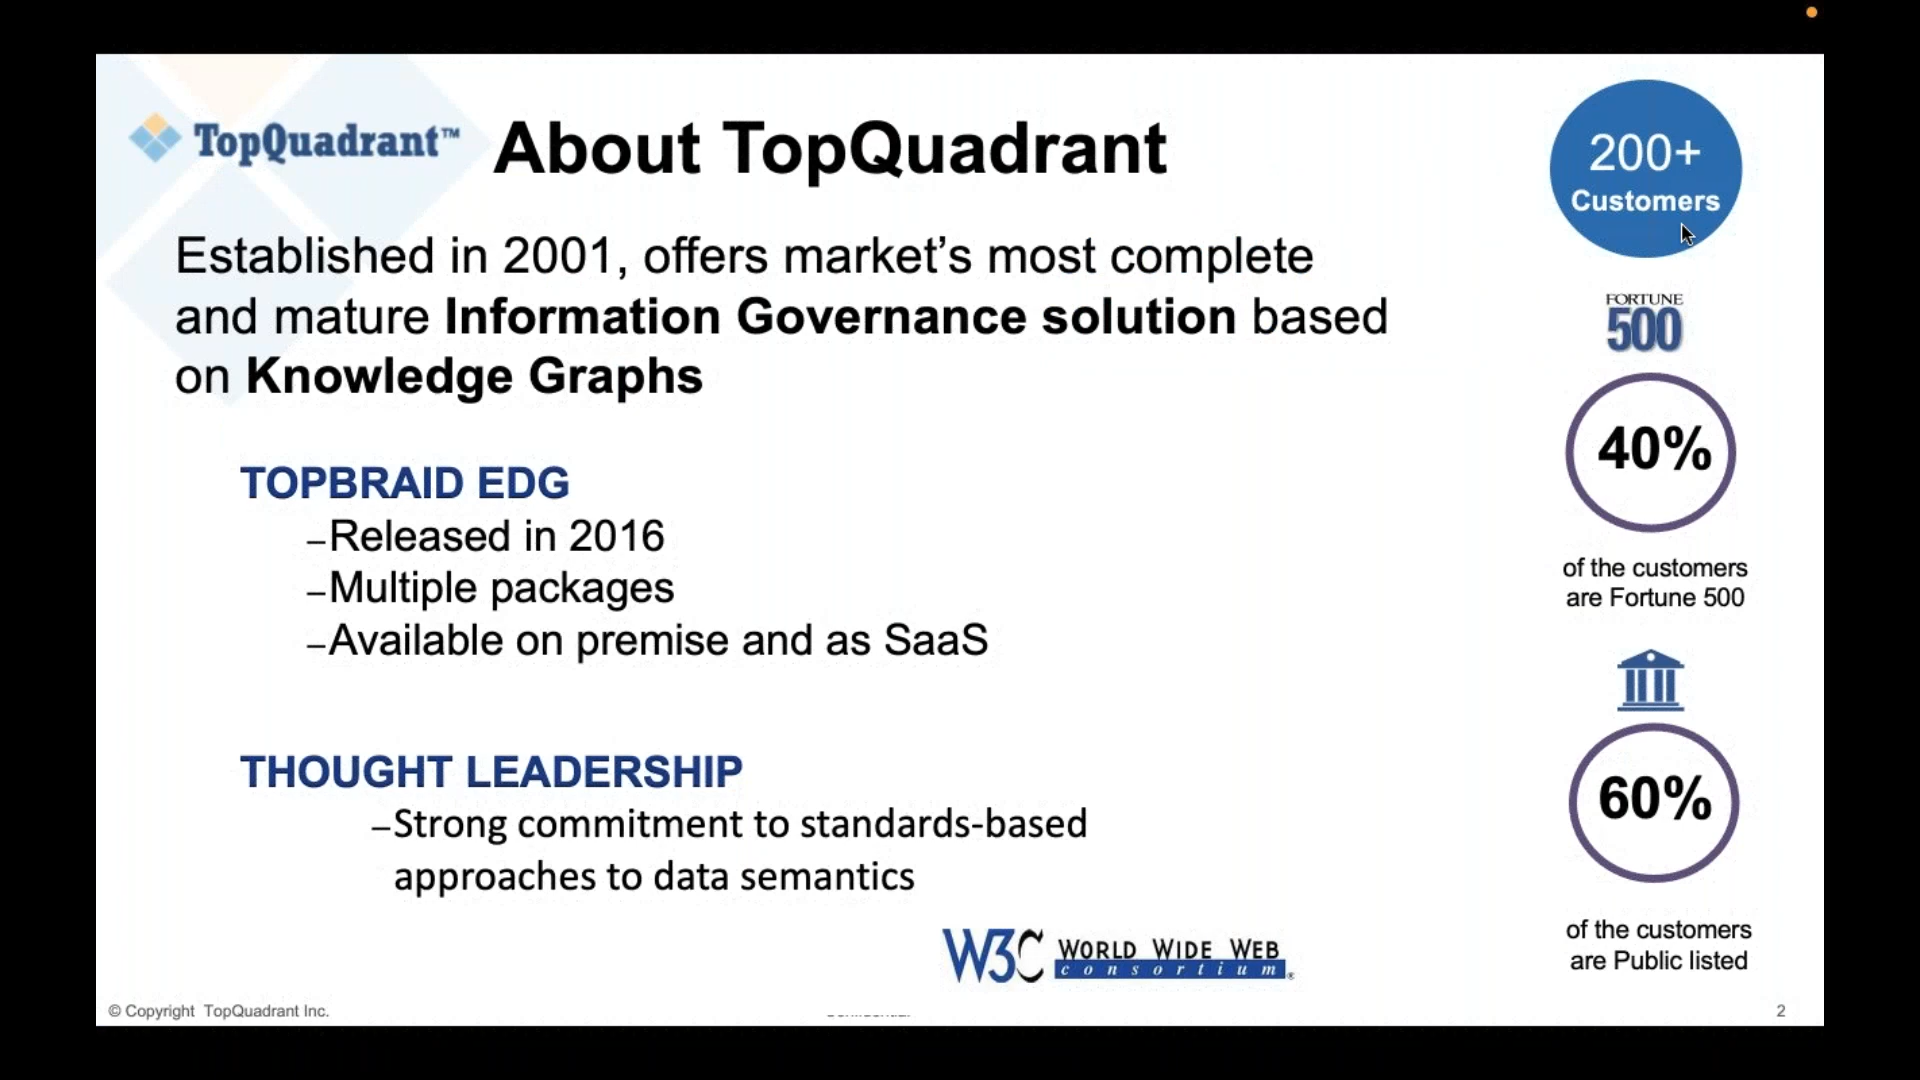 TopQuadrant™
About TopQuadrant
Established in 2001, offers market’s most complete
and mature Information Governance solution based
on Knowledge Graphs
TOPBRAID EDG
–Released in 2016
–Multiple packages
–Available on premise and as SaaS
THOUGHT LEADERSHIP
–Strong commitment to standards-based
approaches to data semantics
W3C WORLD WIDE WEB
consortium ®
200+
Customers
FORTUNE
500
40%
of the customers
are Fortune 500
60%
of the customers
are Public listed
© Copyright TopQuadrant Inc.
2